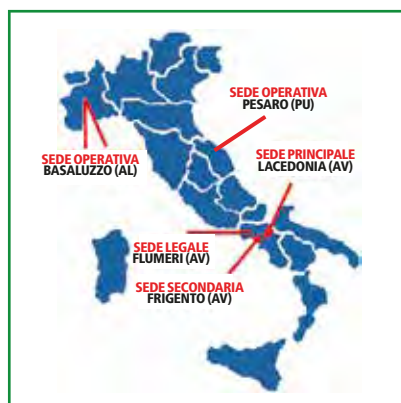 SEDE OPERATIVA
PESARO (PU)
SEDE OPERATIVA
BASALUZZO (AL)
SEDE PRINCIPALE
LACEDONIA (AV)
SEDE LEGALE
FLUMERI (AV)
SEDE SECONDARIA
FRIGENTO (AV)